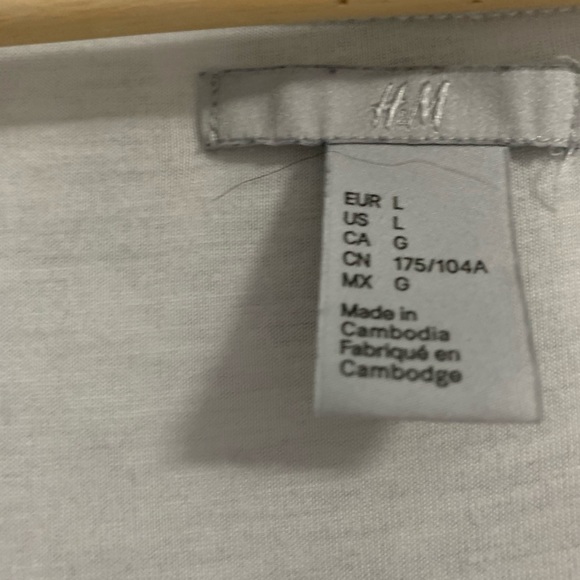 H&M
EUR L
US L
CA G
CN 175/104A
MX G
Made in
Cambodia
Fabriqué en
Cambodge